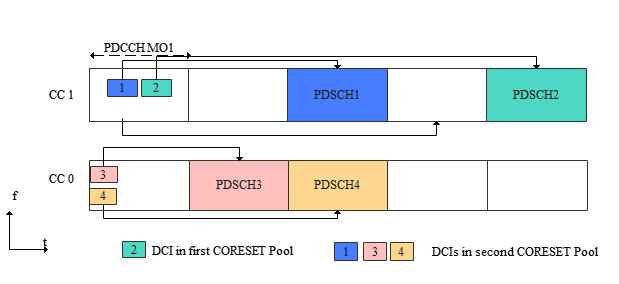 PDCCH MO1
CC 1
1
2
PDSCH1
PDSCH2
CC 0
3
4
PDSCH3
PDSCH4
f
t
2
DCI in first CORESET Pool
1
3
4
DCIs in second CORESET Pool